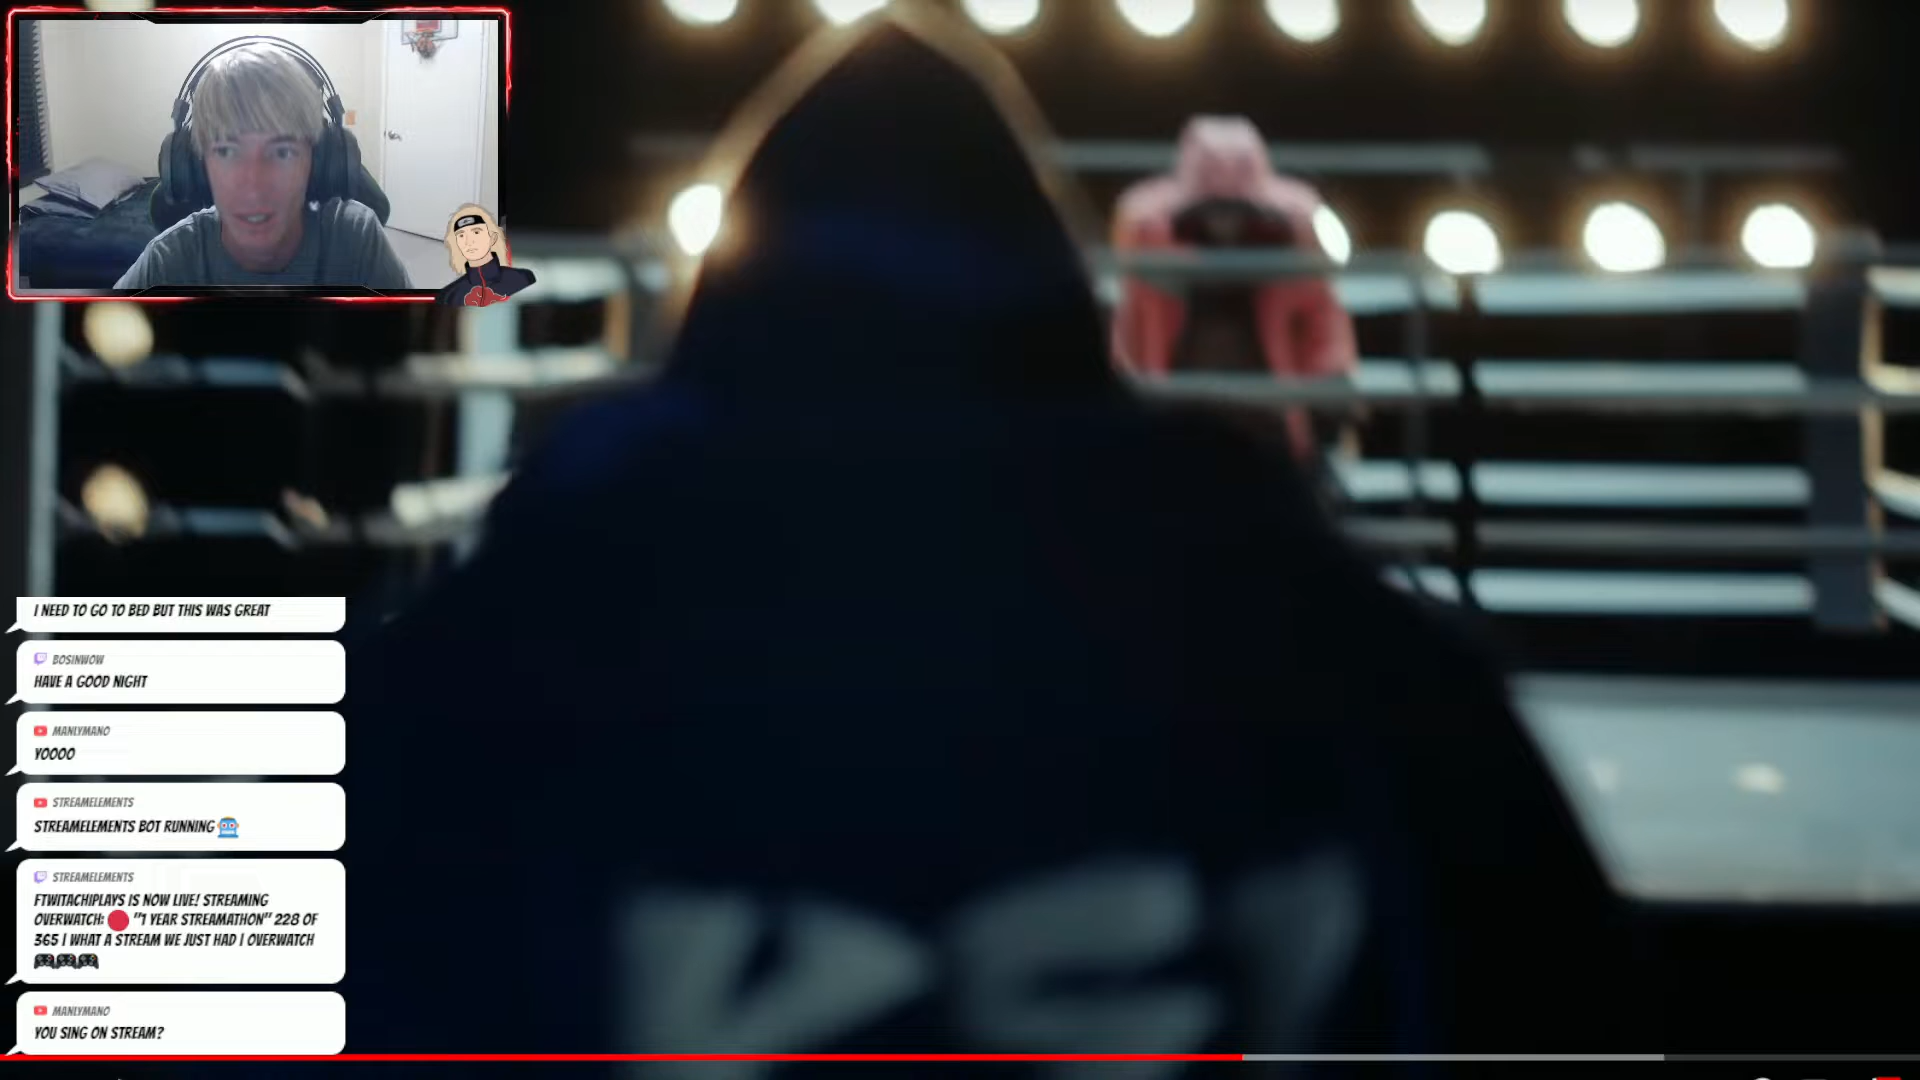 I NEED TO GO TO BED BUT THIS WAS GREAT
BOSINWOW
HAVE A GOOD NIGHT
MANLYMANO
YOOOO
STREAMELEMENTS
STREAMELEMENTS BOT RUNNING
STREAMELEMENTS
FTWITACHIPLAYS IS NOW LIVE! STREAMING
OVERWATCH: 🔴 "1 YEAR STREAMATHON" 228 OF
365 | WHAT A STREAM WE JUST HAD | OVERWATCH
🎮🎮🎮
MANLYMANO
YOU SING ON STREAM?